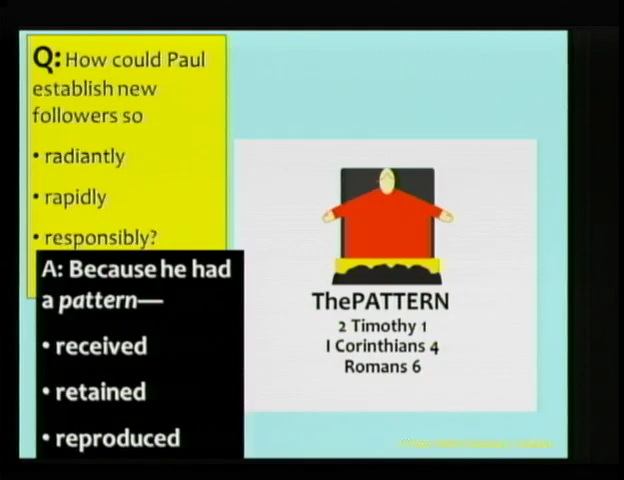 Q: How could Paul
establish new
followers so
• radiantly
• rapidly
• responsibly?
A: Because he had
a pattern—
• received
• retained
• reproduced
ThePATTERN
2 Timothy 1
I Corinthians 4
Romans 6